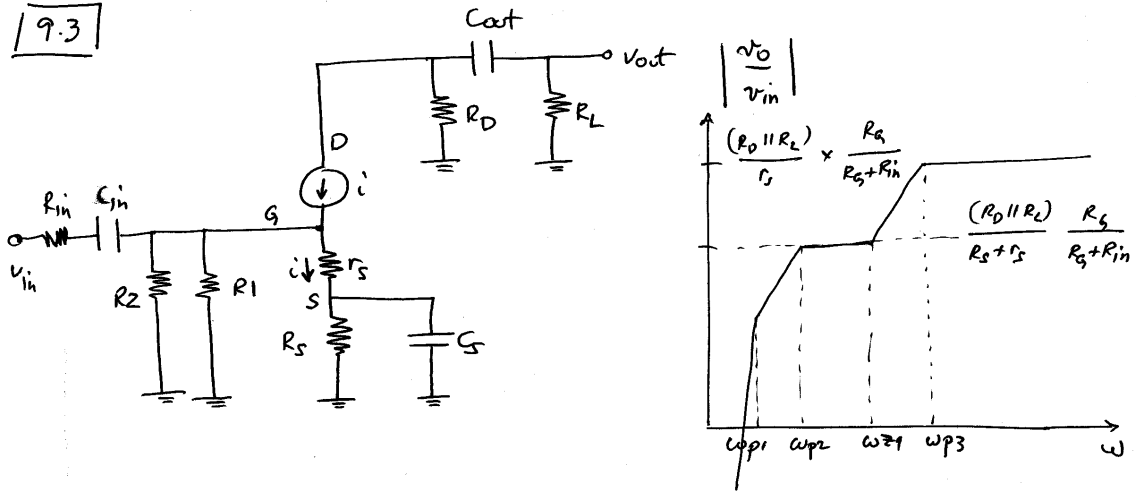 9.3
Cout
vout
RD
RL
D
i
Rin
Cin
G
vin
R2
R1
i
rs
S
Rs
Cs
| vo / vin |
(RD || RL) / rs × RG / (RG + Rin)
(RD || RL) / (Rs + rs) RG / (RG + Rin)
ωp1 ωp2 ωz1 ωp3 ω